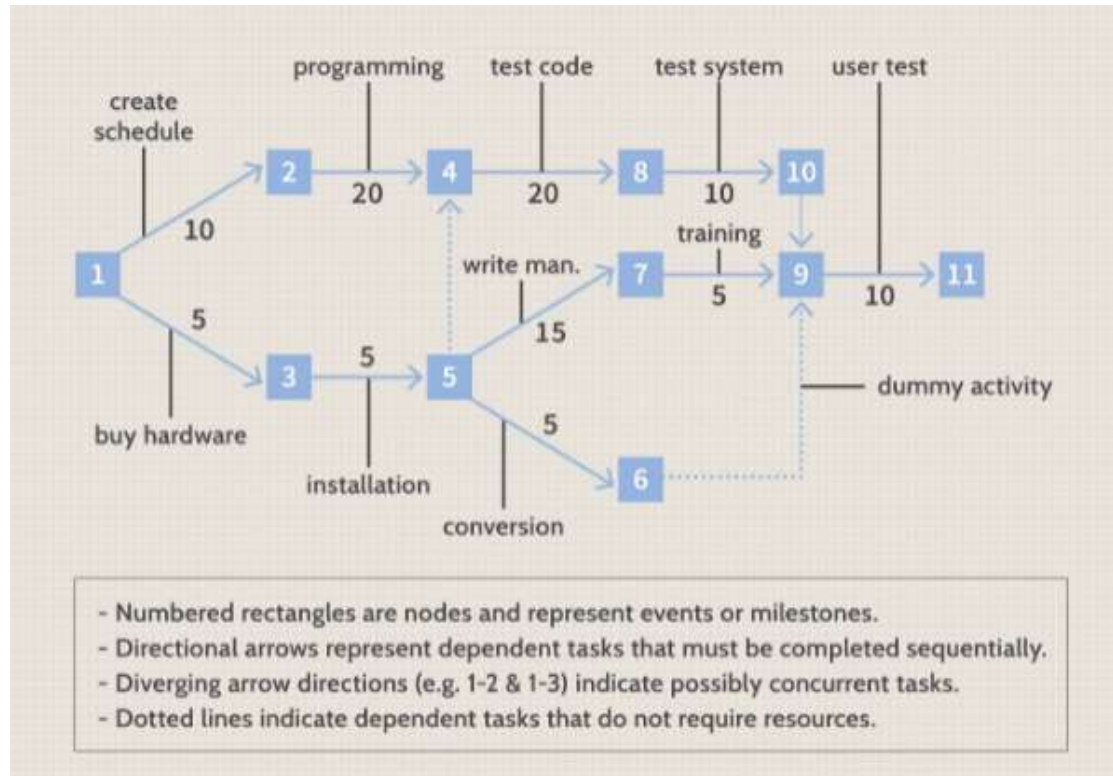 programming
test code
test system
user test
create
schedule
2
4
8
10
20
20
10
10
training
write man.
1
7
9
11
5
10
5
15
5
3
5
dummy activity
5
buy hardware
6
installation
conversion
- Numbered rectangles are nodes and represent events or milestones.
- Directional arrows represent dependent tasks that must be completed sequentially.
- Diverging arrow directions (e.g. 1-2 & 1-3) indicate possibly concurrent tasks.
- Dotted lines indicate dependent tasks that do not require resources.